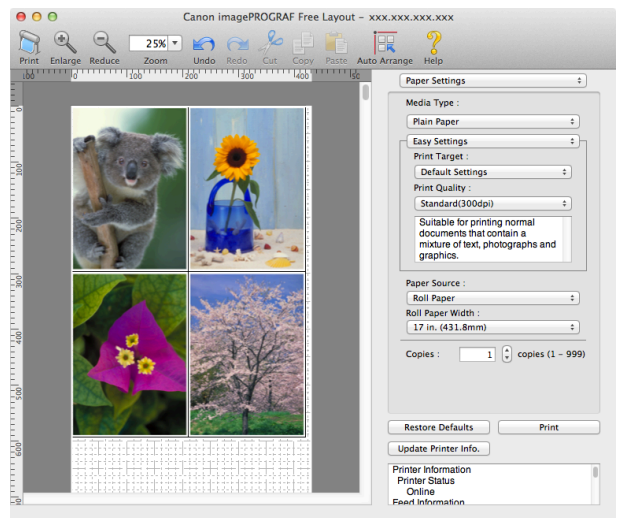 Canon imagePROGRAF Free Layout – xxx.xxx.xxx.xxx
25%
Print Enlarge Reduce Zoom Undo Redo Cut Copy Paste Auto Arrange Help
100 0 100 200 300 400 50
0
100
200
300
400
500
600
Paper Settings
Media Type :
Plain Paper
Easy Settings
Print Target :
Default Settings
Print Quality :
Standard(300dpi)
Suitable for printing normal
documents that contain a
mixture of text, photographs and
graphics.
Paper Source :
Roll Paper
Roll Paper Width :
17 in. (431.8mm)
Copies : 1 copies (1 – 999)
Restore Defaults Print
Update Printer Info.
Printer Information
Printer Status
Online
Feed Information